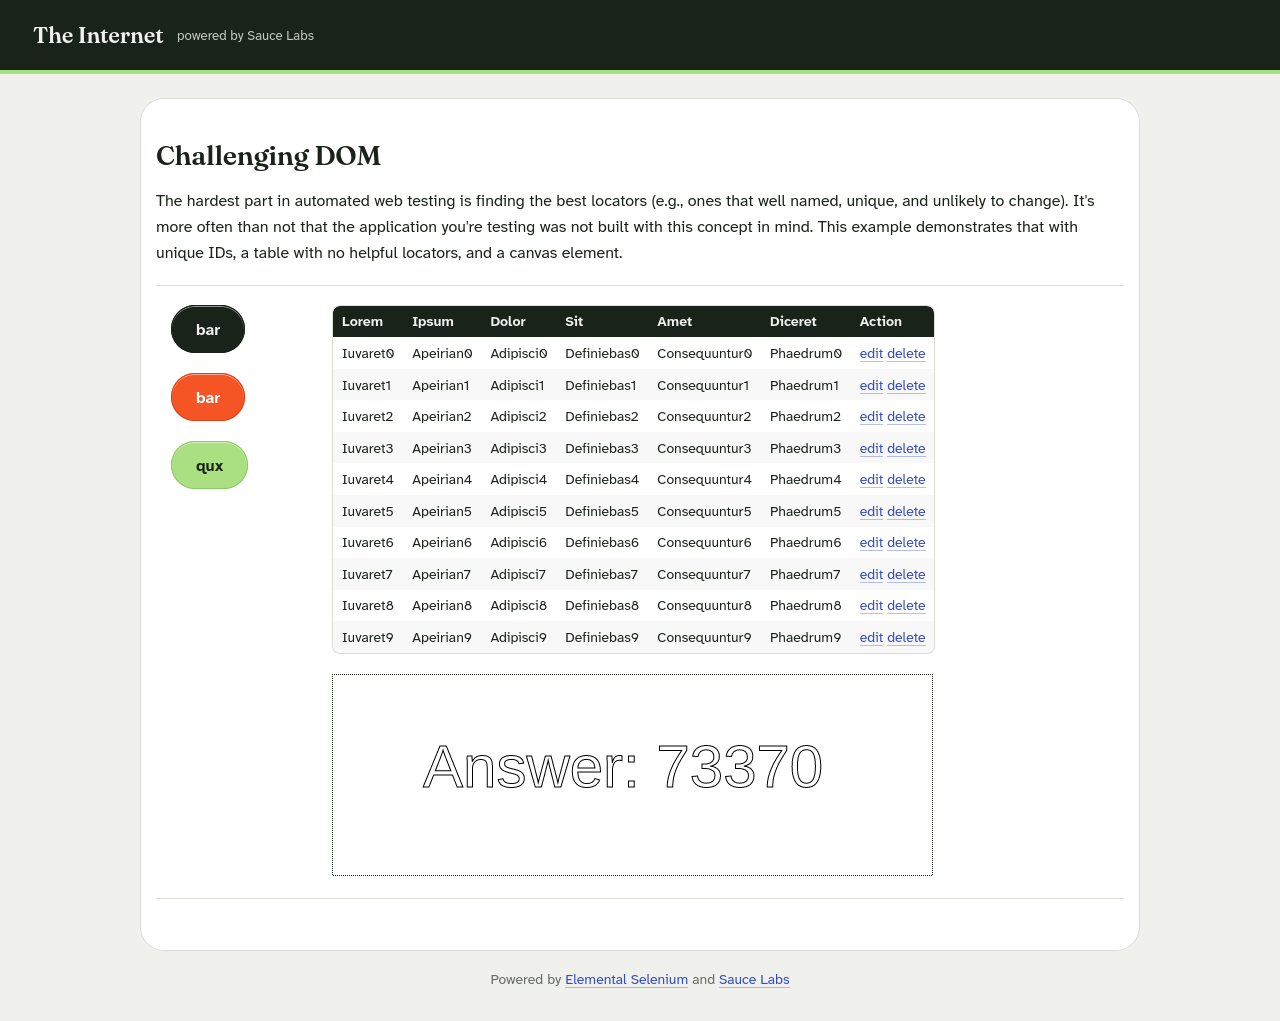 The Internet powered by Sauce Labs
Challenging DOM
The hardest part in automated web testing is finding the best locators (e.g., ones that well named, unique, and unlikely to change). It's
more often than not that the application you're testing was not built with this concept in mind. This example demonstrates that with
unique IDs, a table with no helpful locators, and a canvas element.
bar
bar
qux
Lorem Ipsum Dolor Sit Amet Diceret Action
Iuvaret0 Apeirian0 Adipisci0 Definiebas0 Consequuntur0 Phaedrum0 edit delete
Iuvaret1 Apeirian1 Adipisci1 Definiebas1 Consequuntur1 Phaedrum1 edit delete
Iuvaret2 Apeirian2 Adipisci2 Definiebas2 Consequuntur2 Phaedrum2 edit delete
Iuvaret3 Apeirian3 Adipisci3 Definiebas3 Consequuntur3 Phaedrum3 edit delete
Iuvaret4 Apeirian4 Adipisci4 Definiebas4 Consequuntur4 Phaedrum4 edit delete
Iuvaret5 Apeirian5 Adipisci5 Definiebas5 Consequuntur5 Phaedrum5 edit delete
Iuvaret6 Apeirian6 Adipisci6 Definiebas6 Consequuntur6 Phaedrum6 edit delete
Iuvaret7 Apeirian7 Adipisci7 Definiebas7 Consequuntur7 Phaedrum7 edit delete
Iuvaret8 Apeirian8 Adipisci8 Definiebas8 Consequuntur8 Phaedrum8 edit delete
Iuvaret9 Apeirian9 Adipisci9 Definiebas9 Consequuntur9 Phaedrum9 edit delete
Answer: 73370
Powered by Elemental Selenium and Sauce Labs